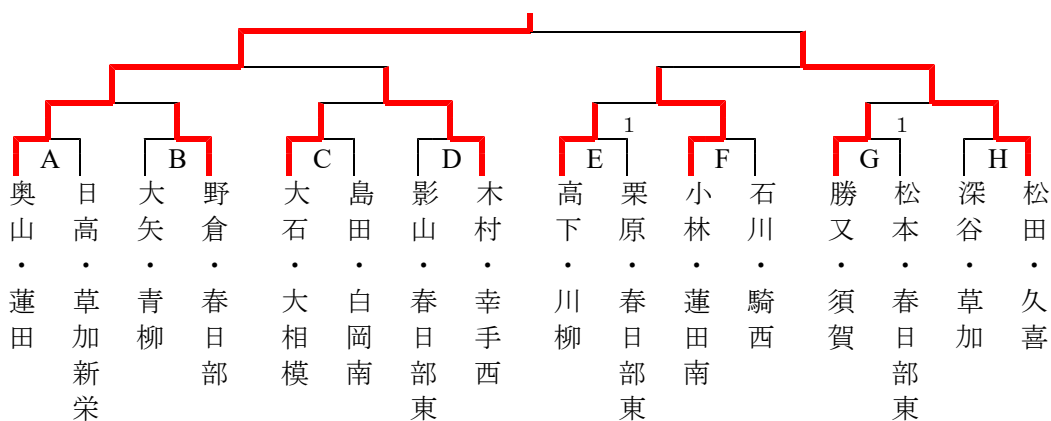 1
1
A
B
C
D
E
F
G
H
奥山・蓮田
日高・草加新栄
大矢・青柳
野倉・春日部
大石・大相模
島田・白岡南
影山・春日部東
木村・幸手西
高下・川柳
栗原・春日部東
小林・蓮田南
石川・騎西
勝又・須賀
松本・春日部東
深谷・草加
松田・久喜